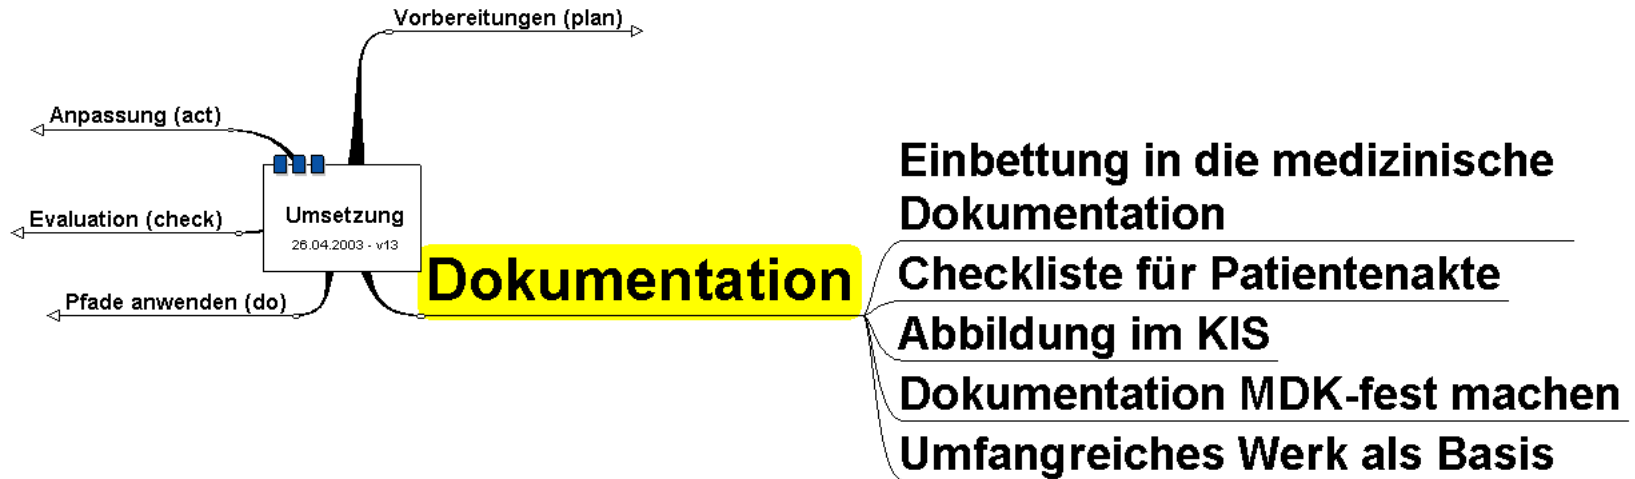 Vorbereitungen (plan)
Anpassung (act)
Evaluation (check)
Pfade anwenden (do)
Umsetzung
26.04.2003 - v13
Dokumentation
Einbettung in die medizinische
Dokumentation
Checkliste für Patientenakte
Abbildung im KIS
Dokumentation MDK-fest machen
Umfangreiches Werk als Basis